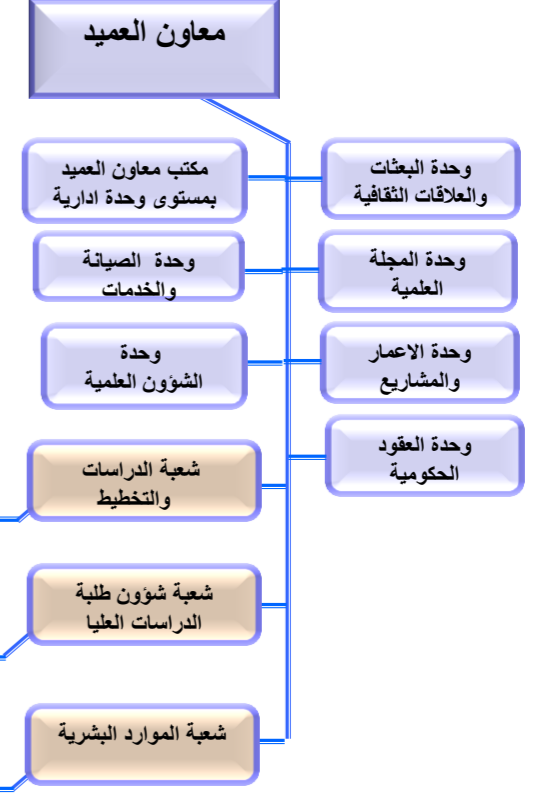 معاون العميد
وحدة البعثات
والعلاقات الثقافية
مكتب معاون العميد
بمستوى وحدة ادارية
وحدة المجلة
العلمية
وحدة الصيانة
والخدمات
وحدة الاعمار
والمشاريع
وحدة
الشؤون العلمية
وحدة العقود
الحكومية
شعبة الدراسات
والتخطيط
شعبة شؤون طلبة
الدراسات العليا
شعبة الموارد البشرية